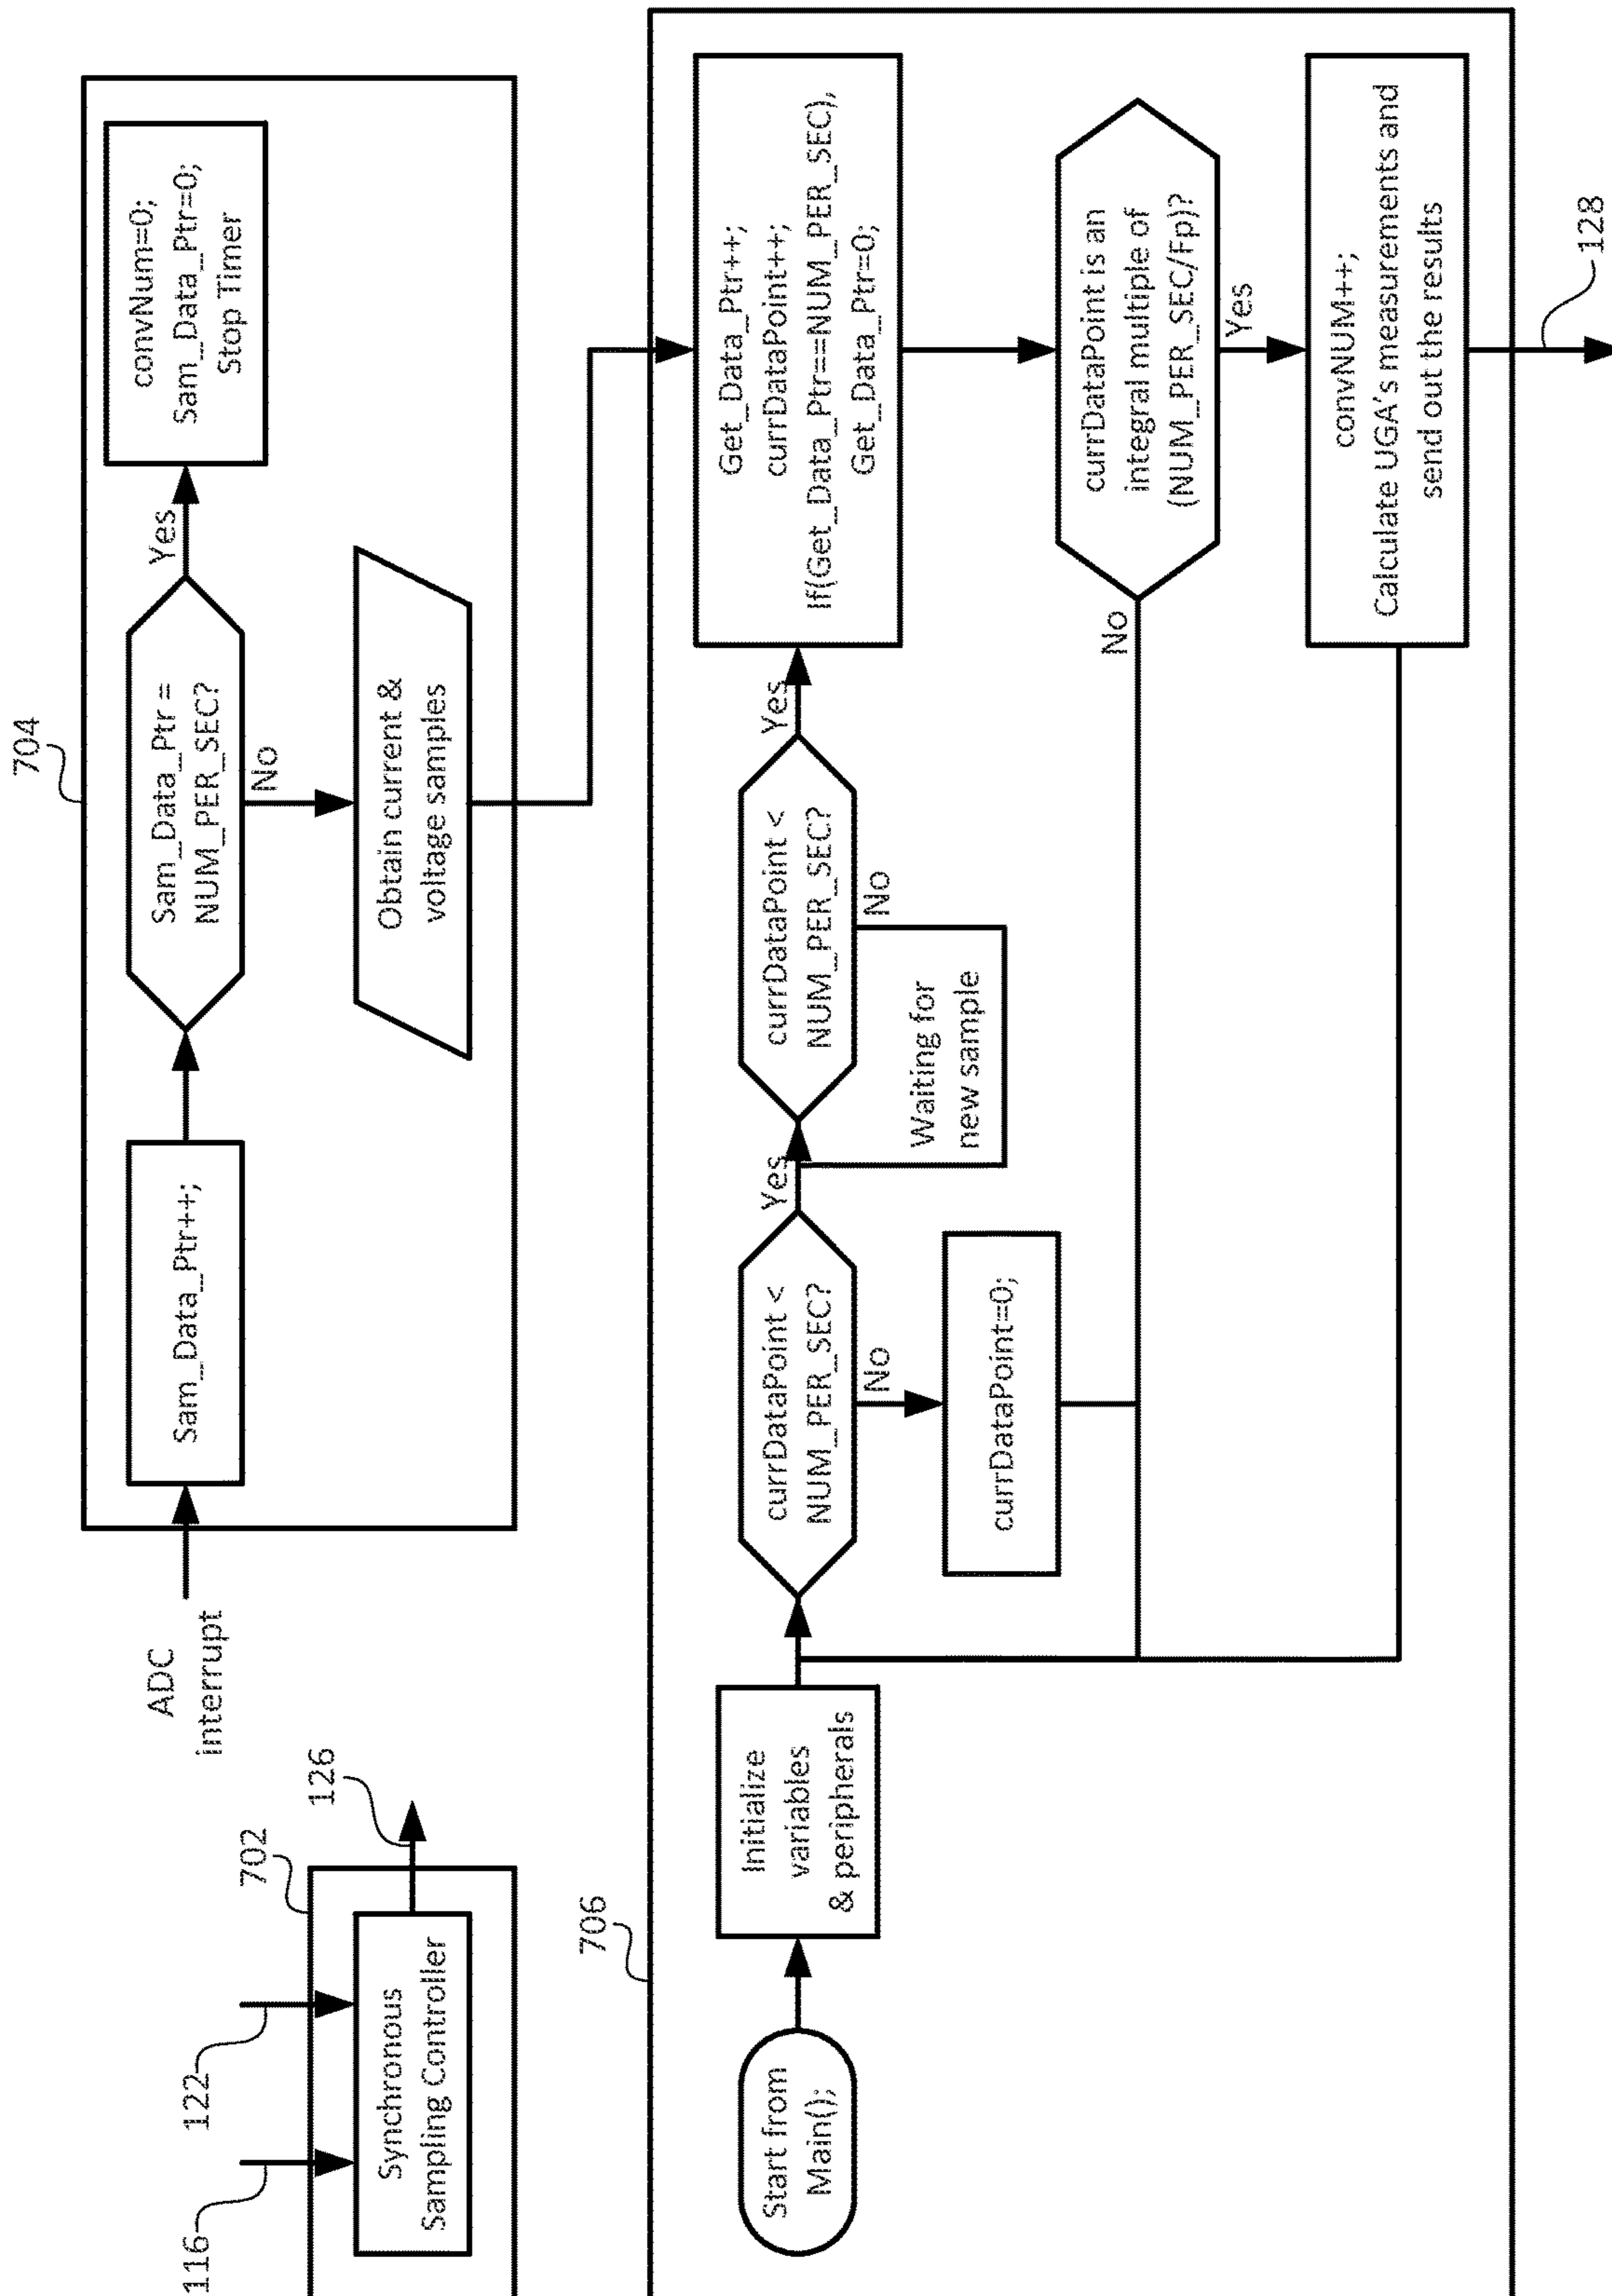 116
122
702
126
Synchronous
Sampling Controller
704
ADC
interrupt
Sam_Data_Ptr++;
Sam_Data_Ptr =
NUM_PER_SEC?
Yes
convNum=0;
Sam_Data_Ptr=0;
Stop Timer
No
Obtain current &
voltage samples
706
Start from
Main();
Initialize
variables
& peripherals
currDataPoint <
NUM_PER_SEC?
Yes
No
currDataPoint=0;
currDataPoint <
NUM_PER_SEC?
Yes
No
Waiting for
new sample
Get_Data_Ptr++;
currDataPoint++;
If(Get_Data_Ptr==NUM_PER_SEC),
Get_Data_Ptr=0;
currDataPoint is an
integral multiple of
(NUM_PER_SEC/Fp)?
No
Yes
convNUM++;
Calculate UGA's measurements and
send out the results
128